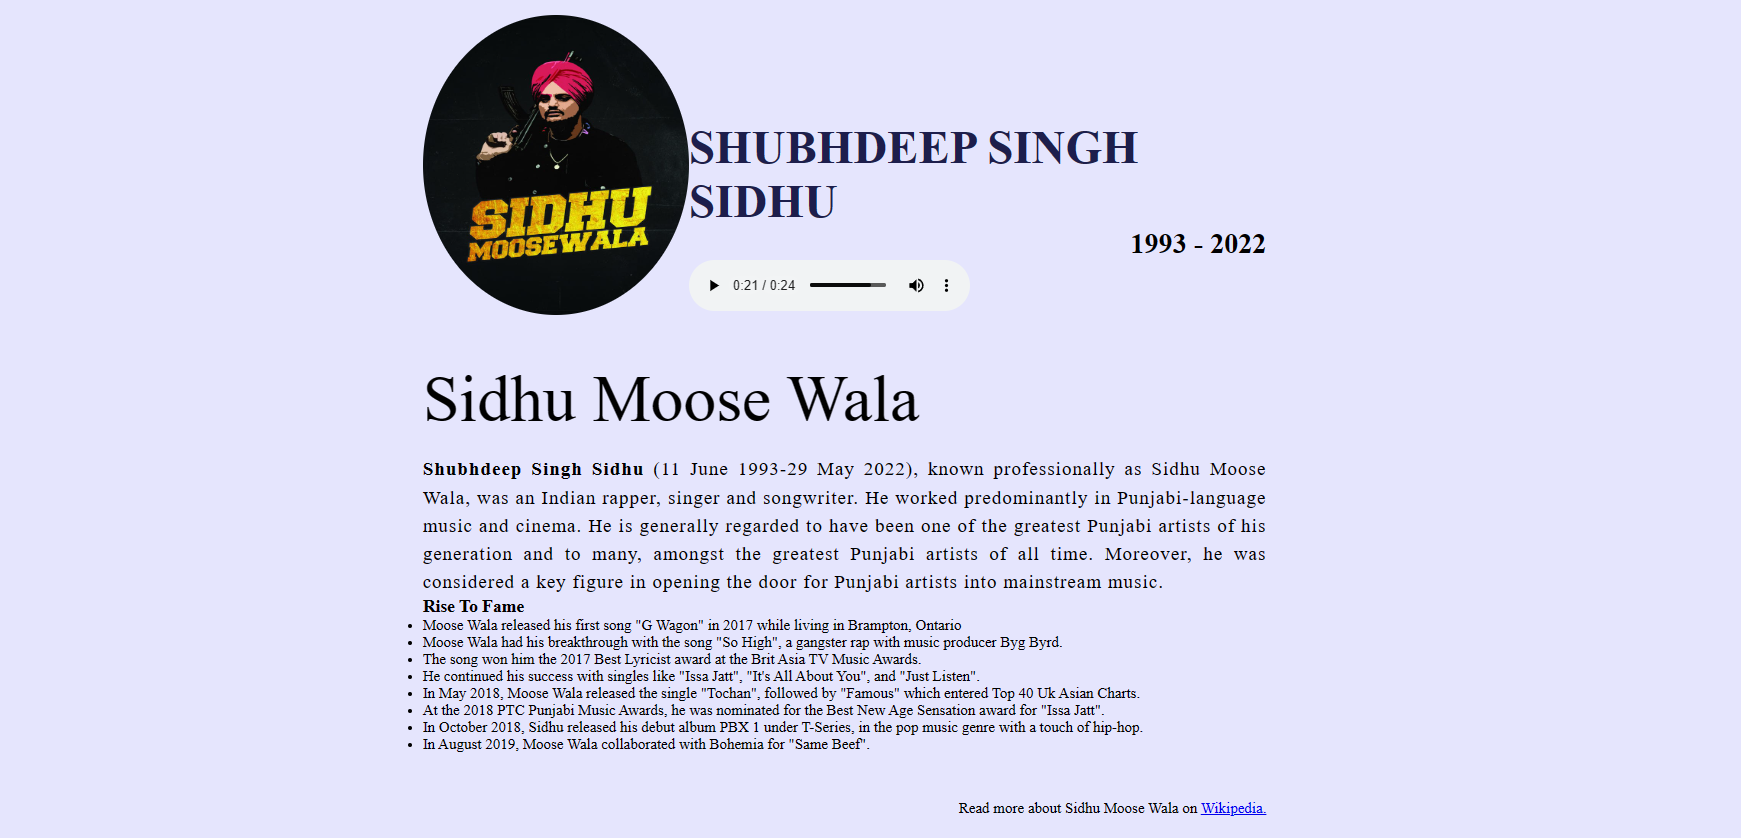 SIDHU
MOOSEWALA
SHUBHDEEP SINGH
SIDHU
1993 - 2022
0:21 / 0:24
Sidhu Moose Wala
Shubhdeep Singh Sidhu (11 June 1993-29 May 2022), known professionally as Sidhu Moose
Wala, was an Indian rapper, singer and songwriter. He worked predominantly in Punjabi-language
music and cinema. He is generally regarded to have been one of the greatest Punjabi artists of his
generation and to many, amongst the greatest Punjabi artists of all time. Moreover, he was
considered a key figure in opening the door for Punjabi artists into mainstream music.
Rise To Fame
• Moose Wala released his first song "G Wagon" in 2017 while living in Brampton, Ontario
• Moose Wala had his breakthrough with the song "So High", a gangster rap with music producer Byg Byrd.
• The song won him the 2017 Best Lyricist award at the Brit Asia TV Music Awards.
• He continued his success with singles like "Issa Jatt", "It's All About You", and "Just Listen".
• In May 2018, Moose Wala released the single "Tochan", followed by "Famous" which entered Top 40 Uk Asian Charts.
• At the 2018 PTC Punjabi Music Awards, he was nominated for the Best New Age Sensation award for "Issa Jatt".
• In October 2018, Sidhu released his debut album PBX 1 under T-Series, in the pop music genre with a touch of hip-hop.
• In August 2019, Moose Wala collaborated with Bohemia for "Same Beef".
Read more about Sidhu Moose Wala on Wikipedia.